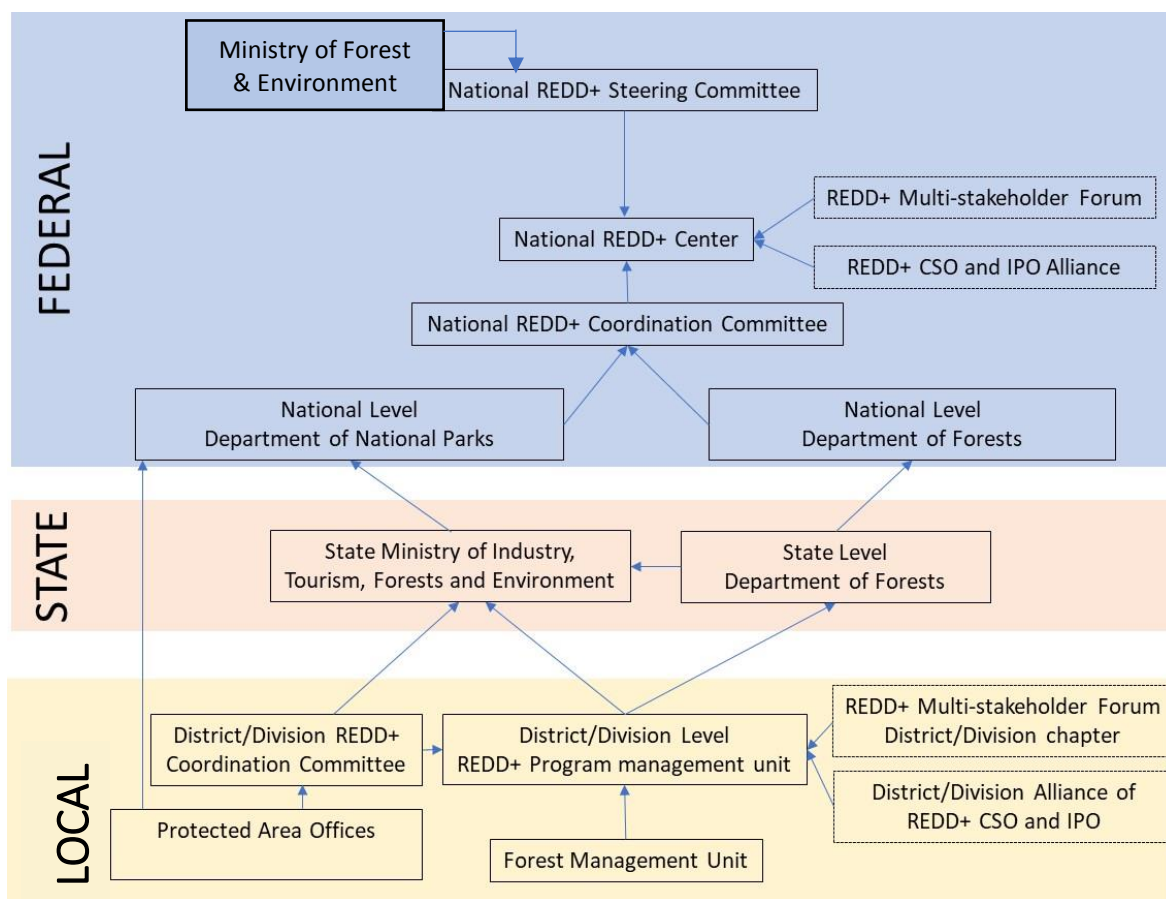 FEDERAL
Ministry of Forest
& Environment
National REDD+ Steering Committee
REDD+ Multi-stakeholder Forum
National REDD+ Center
REDD+ CSO and IPO Alliance
National REDD+ Coordination Committee
National Level
Department of National Parks
National Level
Department of Forests
STATE
State Ministry of Industry,
Tourism, Forests and Environment
State Level
Department of Forests
LOCAL
District/Division REDD+
Coordination Committee
District/Division Level
REDD+ Program management unit
REDD+ Multi-stakeholder Forum
District/Division chapter
District/Division Alliance of
REDD+ CSO and IPO
Protected Area Offices
Forest Management Unit